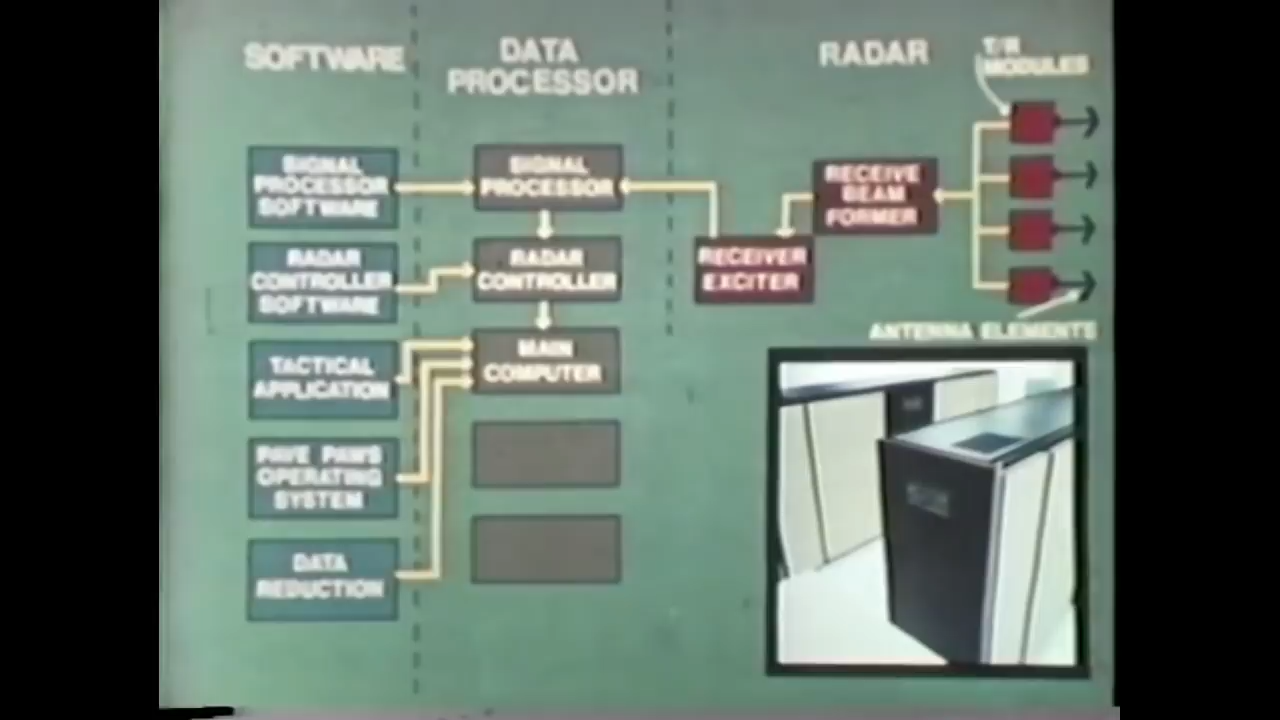 SOFTWARE
DATA
PROCESSOR
RADAR
T/R
MODULES
SIGNAL
PROCESSOR
SOFTWARE
SIGNAL
PROCESSOR
RECEIVE
BEAM
FORMER
RADAR
CONTROLLER
SOFTWARE
RADAR
CONTROLLER
RECEIVER
EXCITER
ANTENNA ELEMENTS
TACTICAL
APPLICATION
MAIN
COMPUTER
PAVE PAWS
OPERATING
SYSTEM
DATA
REDUCTION